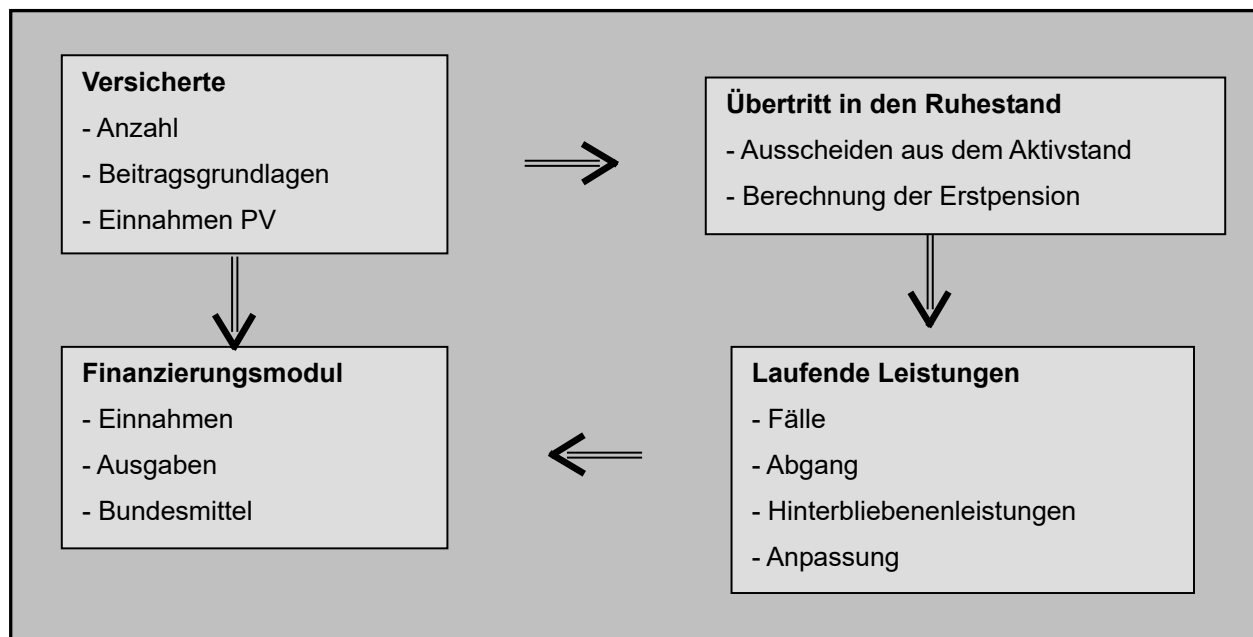 Versicherte
- Anzahl
- Beitragsgrundlagen
- Einnahmen PV
Übertritt in den Ruhestand
- Ausscheiden aus dem Aktivstand
- Berechnung der Erstpension
Finanzierungsmodul
- Einnahmen
- Ausgaben
- Bundesmittel
Laufende Leistungen
- Fälle
- Abgang
- Hinterbliebenenleistungen
- Anpassung